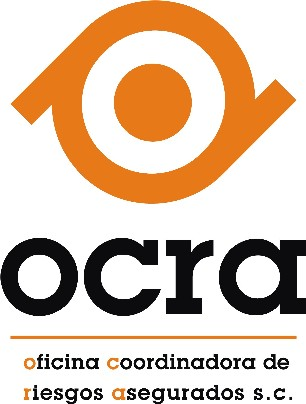 ocra
oficina coordinadora de
riesgos asegurados s.c.